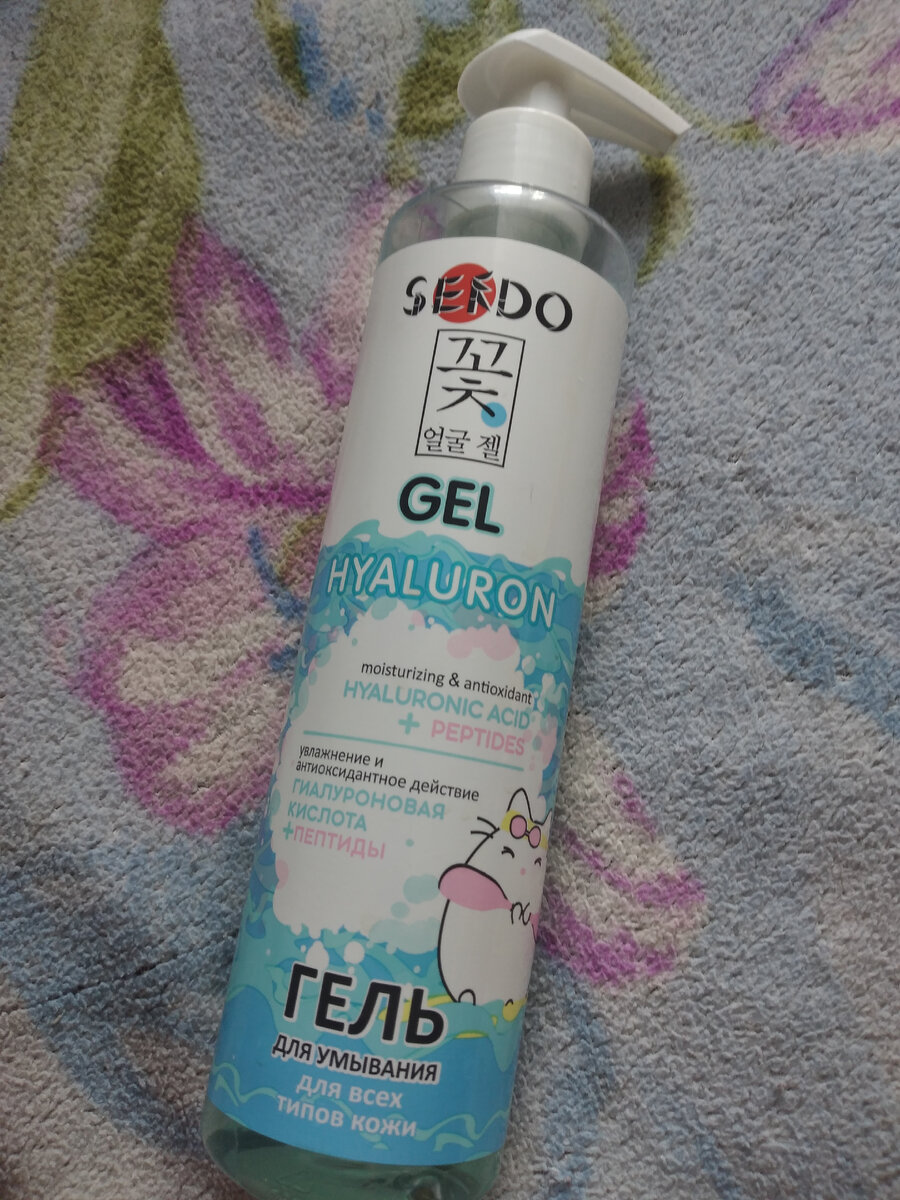 SENDO
꽃
얼굴 젤
GEL
HYALURON
moisturizing & antioxidant
HYALURONIC ACID
+ PEPTIDES
увлажнение и
антиоксидантное действие
ГИАЛУРОНОВАЯ
КИСЛОТА
+ПЕПТИДЫ
ГЕЛЬ
ДЛЯ УМЫВАНИЯ
для всех
типов кожи